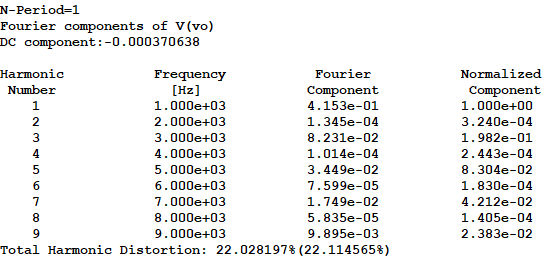 N-Period=1
Fourier components of V(vo)
DC component:-0.000370638
Harmonic Frequency Fourier Normalized
Number [Hz] Component Component
1 1.000e+03 4.153e-01 1.000e+00
2 2.000e+03 1.345e-04 3.240e-04
3 3.000e+03 8.231e-02 1.982e-01
4 4.000e+03 1.014e-04 2.443e-04
5 5.000e+03 3.449e-02 8.304e-02
6 6.000e+03 7.599e-05 1.830e-04
7 7.000e+03 1.749e-02 4.212e-02
8 8.000e+03 5.835e-05 1.405e-04
9 9.000e+03 9.895e-03 2.383e-02
Total Harmonic Distortion: 22.028197%(22.114565%)